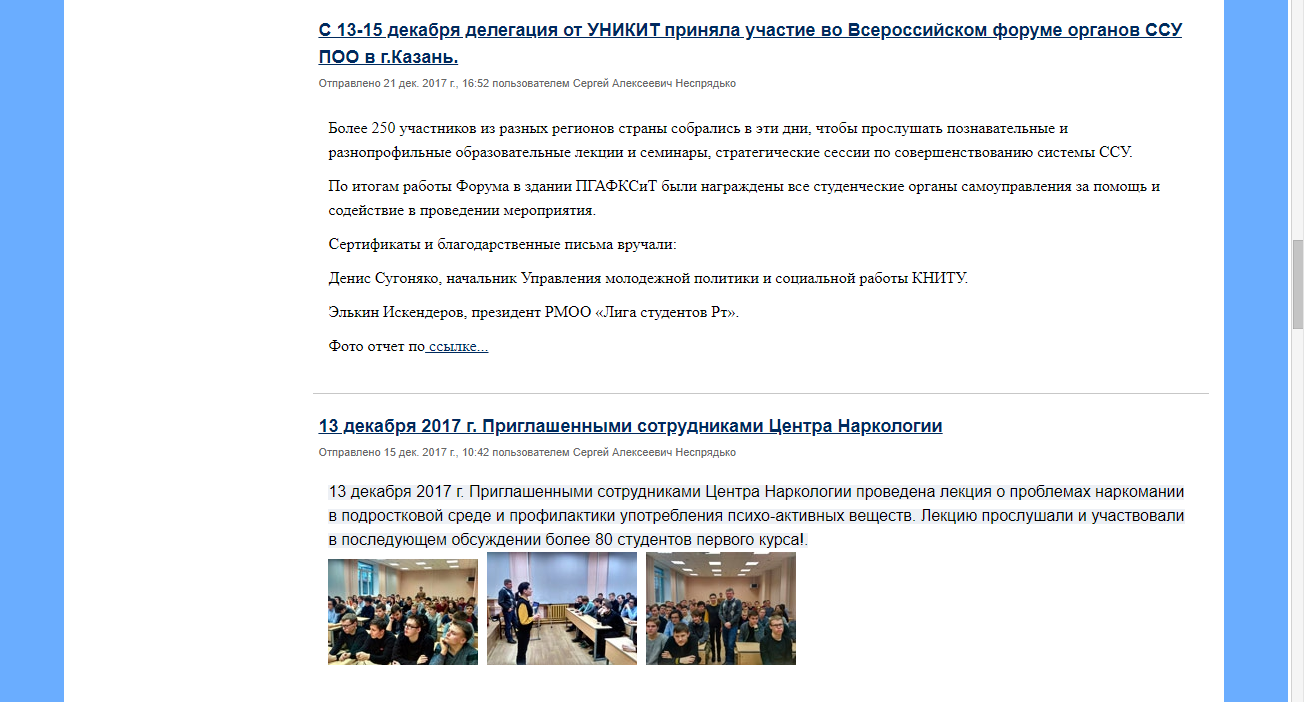 С 13-15 декабря делегация от УНИКИТ приняла участие во Всероссийском форуме органов ССУ
ПОО в г.Казань.
Отправлено 21 дек. 2017 г., 16:52 пользователем Сергей Алексеевич Неспрядько
Более 250 участников из разных регионов страны собрались в эти дни, чтобы прослушать познавательные и
разнопрофильные образовательные лекции и семинары, стратегические сессии по совершенствованию системы ССУ.
По итогам работы Форума в здании ПГАФКСиТ были награждены все студенческие органы самоуправления за помощь и
содействие в проведении мероприятия.
Сертификаты и благодарственные письма вручали:
Денис Сугоняко, начальник Управления молодежной политики и социальной работы КНИТУ.
Элькин Искендеров, президент РМОО «Лига студентов Рт».
Фото отчет по ссылке...
13 декабря 2017 г. Приглашенными сотрудниками Центра Наркологии
Отправлено 15 дек. 2017 г., 10:42 пользователем Сергей Алексеевич Неспрядько
13 декабря 2017 г. Приглашенными сотрудниками Центра Наркологии проведена лекция о проблемах наркомании
в подростковой среде и профилактики употребления психо-активных веществ. Лекцию прослушали и участвовали
в последующем обсуждении более 80 студентов первого курса!.